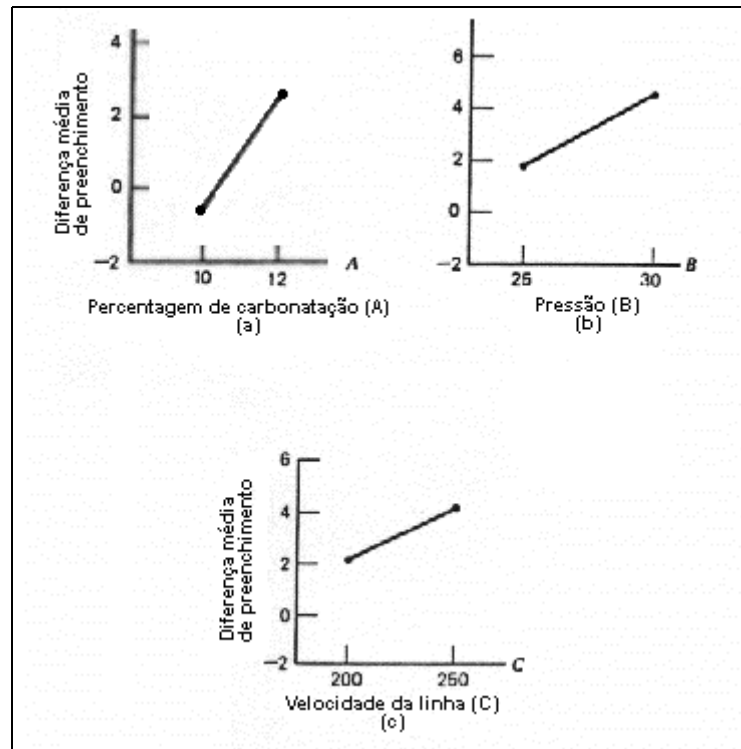 4
2
0
−2
Diferença média
de preenchimento
10 12 A
Percentagem de carbonatação (A)
(a)
6
4
2
0
−2
25 30 B
Pressão (B)
(b)
6
4
2
0
−2
Diferença média
de preenchimento
200 250 C
Velocidade da linha (C)
(c)